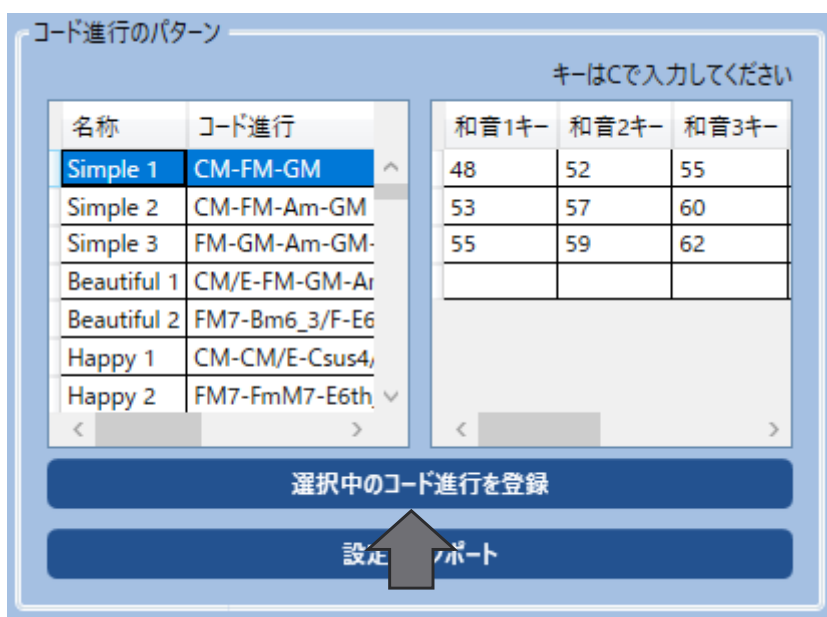 コード進行のパターン
キーはCで入力してください
名称 コード進行
Simple 1 CM-FM-GM
Simple 2 CM-FM-Am-GM
Simple 3 FM-GM-Am-GM-
Beautiful 1 CM/E-FM-GM-A
Beautiful 2 FM7-Bm6_3/F-E6
Happy 1 CM-CM/E-Csus4/
Happy 2 FM7-FmM7-E6th_
和音1キー 和音2キー 和音3キー
48 52 55
53 57 60
55 59 62
選択中のコード進行を登録
設定 ポート